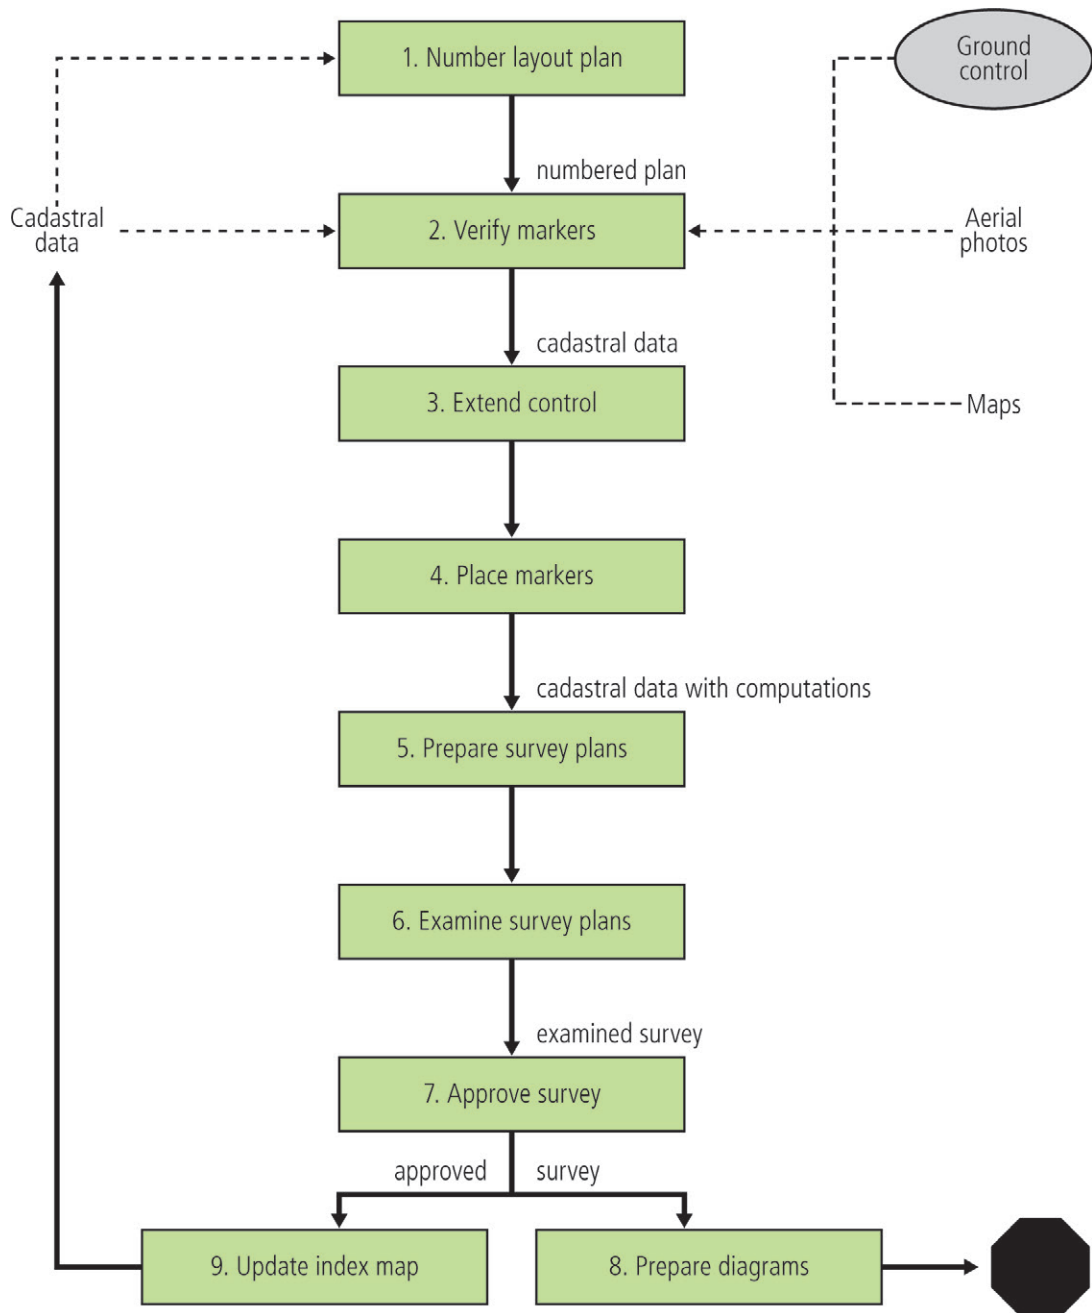 1. Number layout plan
Ground
control
numbered plan
Cadastral
data
2. Verify markers
Aerial
photos
cadastral data
3. Extend control
Maps
4. Place markers
cadastral data with computations
5. Prepare survey plans
6. Examine survey plans
examined survey
7. Approve survey
approved survey
9. Update index map
8. Prepare diagrams